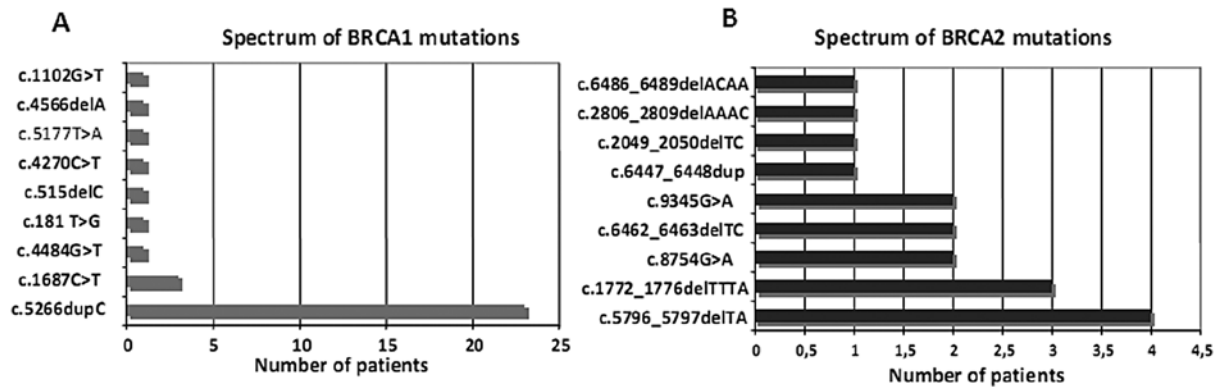 A
Spectrum of BRCA1 mutations
c.1102G>T
c.4566delA
c.5177T>A
c.4270C>T
c.515delC
c.181 T>G
c.4484G>T
c.1687C>T
c.5266dupC
0 5 10 15 20 25
Number of patients
B
Spectrum of BRCA2 mutations
c.6486_6489delACAA
c.2806_2809delAAAC
c.2049_2050delTC
c.6447_6448dup
c.9345G>A
c.6462_6463delTC
c.8754G>A
c.1772_1776delTTTA
c.5796_5797delTA
0 0,5 1 1,5 2 2,5 3 3,5 4 4,5
Number of patients